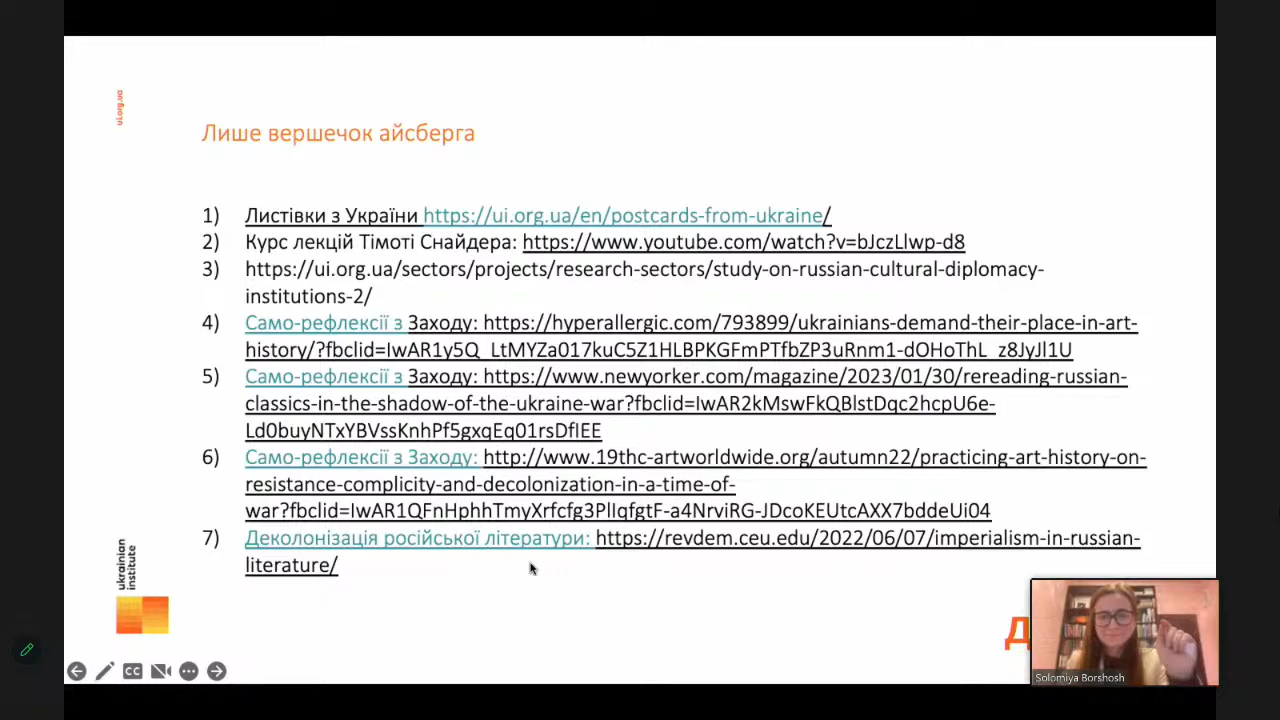 ui.org.ua
Лише вершечок айсберга
1) Листівки з України https://ui.org.ua/en/postcards-from-ukraine/
2) Курс лекцій Тімоті Снайдера: https://www.youtube.com/watch?v=bJczLlwp-d8
3) https://ui.org.ua/sectors/projects/research-sectors/study-on-russian-cultural-diplomacy-
institutions-2/
4) Само-рефлексії з Заходу: https://hyperallergic.com/793899/ukrainians-demand-their-place-in-art-
history/?fbclid=IwAR1y5Q_LtMYZa017kuC5Z1HLBPKGFmPTfbZP3uRnm1-dOHoThL_z8JyJl1U
5) Само-рефлексії з Заходу: https://www.newyorker.com/magazine/2023/01/30/rereading-russian-
classics-in-the-shadow-of-the-ukraine-war?fbclid=IwAR2kMswFkQBlstDqc2hcpU6e-
Ld0buyNTxYBVssKnhPf5gxqEq01rsDfIEE
6) Само-рефлексії з Заходу: http://www.19thc-artworldwide.org/autumn22/practicing-art-history-on-
resistance-complicity-and-decolonization-in-a-time-of-
war?fbclid=IwAR1QFnHphhTmyXrfcfg3PlIqfgtF-a4NrviRG-JDcoKEUtcAXX7bddeUi04
7) Деколонізація російської літератури: https://revdem.ceu.edu/2022/06/07/imperialism-in-russian-
literature/
ukrainian
institute
Д
CC
Solomiya Borshosh